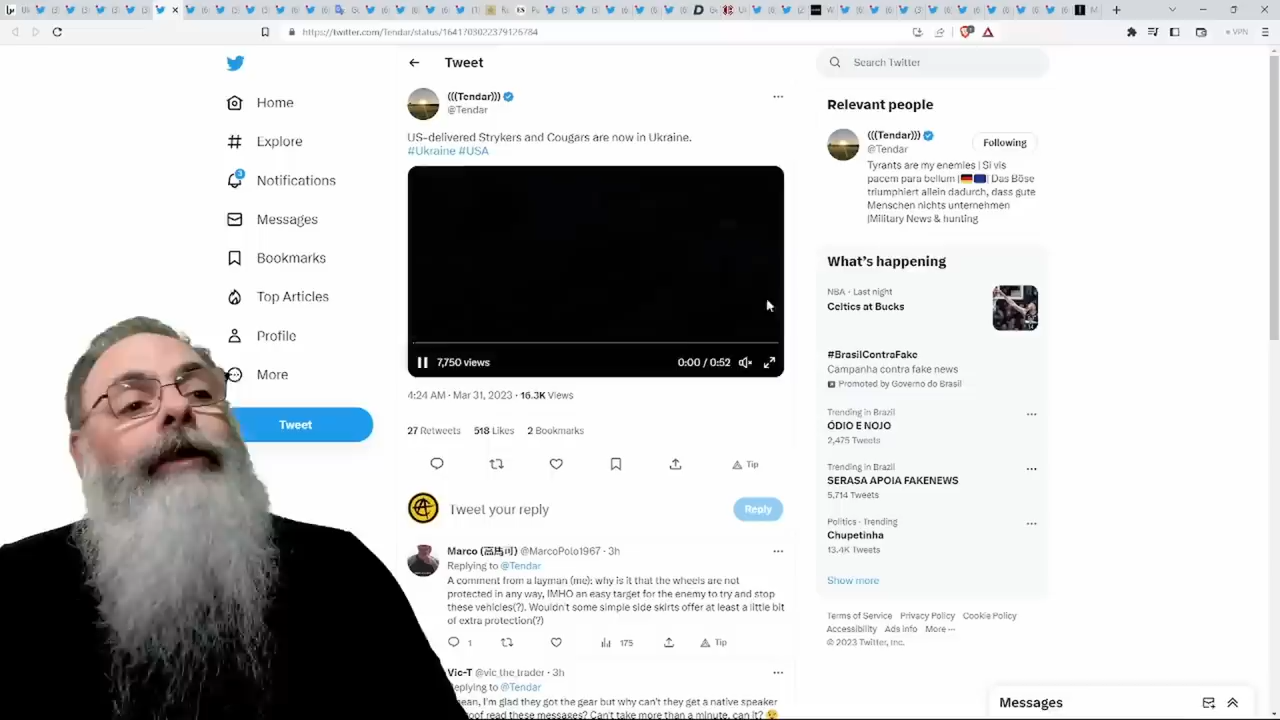 https://twitter.com/Tendar/status/1641703022379126784
VPN
Home
Explore
3
Notifications
Messages
Bookmarks
Top Articles
Profile
More
Tweet
Tweet
(((Tendar)))
@Tendar
US-delivered Strykers and Cougars are now in Ukraine.
#Ukraine #USA
7,750 views
0:00 / 0:52
4:24 AM · Mar 31, 2023 · 16.3K Views
27 Retweets 518 Likes 2 Bookmarks
Tip
Tweet your reply
Reply
Marco (高馬可) @MarcoPolo1967 · 3h
Replying to @Tendar
A comment from a layman (me): why is it that the wheels are not
protected in any way, IMHO an easy target for the enemy to try and stop
these vehicles(?). Wouldn't some simple side skirts offer at least a little bit
of extra protection(?)
1 175 Tip
Vic-T @vic_the_trader · 3h
Replying to @Tendar
ean, I'm glad they got the gear but why can't they get a native speaker
oof read these messages? Can't take more than a minute, can it?
Search Twitter
Relevant people
(((Tendar)))
@Tendar
Following
Tyrants are my enemies | Si vis
pacem para bellum | Das Böse
triumphiert allein dadurch, dass gute
Menschen nichts unternehmen
|Military News & hunting
What's happening
NBA · Last night
Celtics at Bucks
#BrasilContraFake
Campanha contra fake news
Promoted by Governo do Brasil
Trending in Brazil
ÓDIO E NOJO
2,475 Tweets
Trending in Brazil
SERASA APOIA FAKENEWS
5,714 Tweets
Politics · Trending
Chupetinha
13.4K Tweets
Show more
Terms of Service Privacy Policy Cookie Policy
Accessibility Ads info More ···
© 2023 Twitter, Inc.
Messages